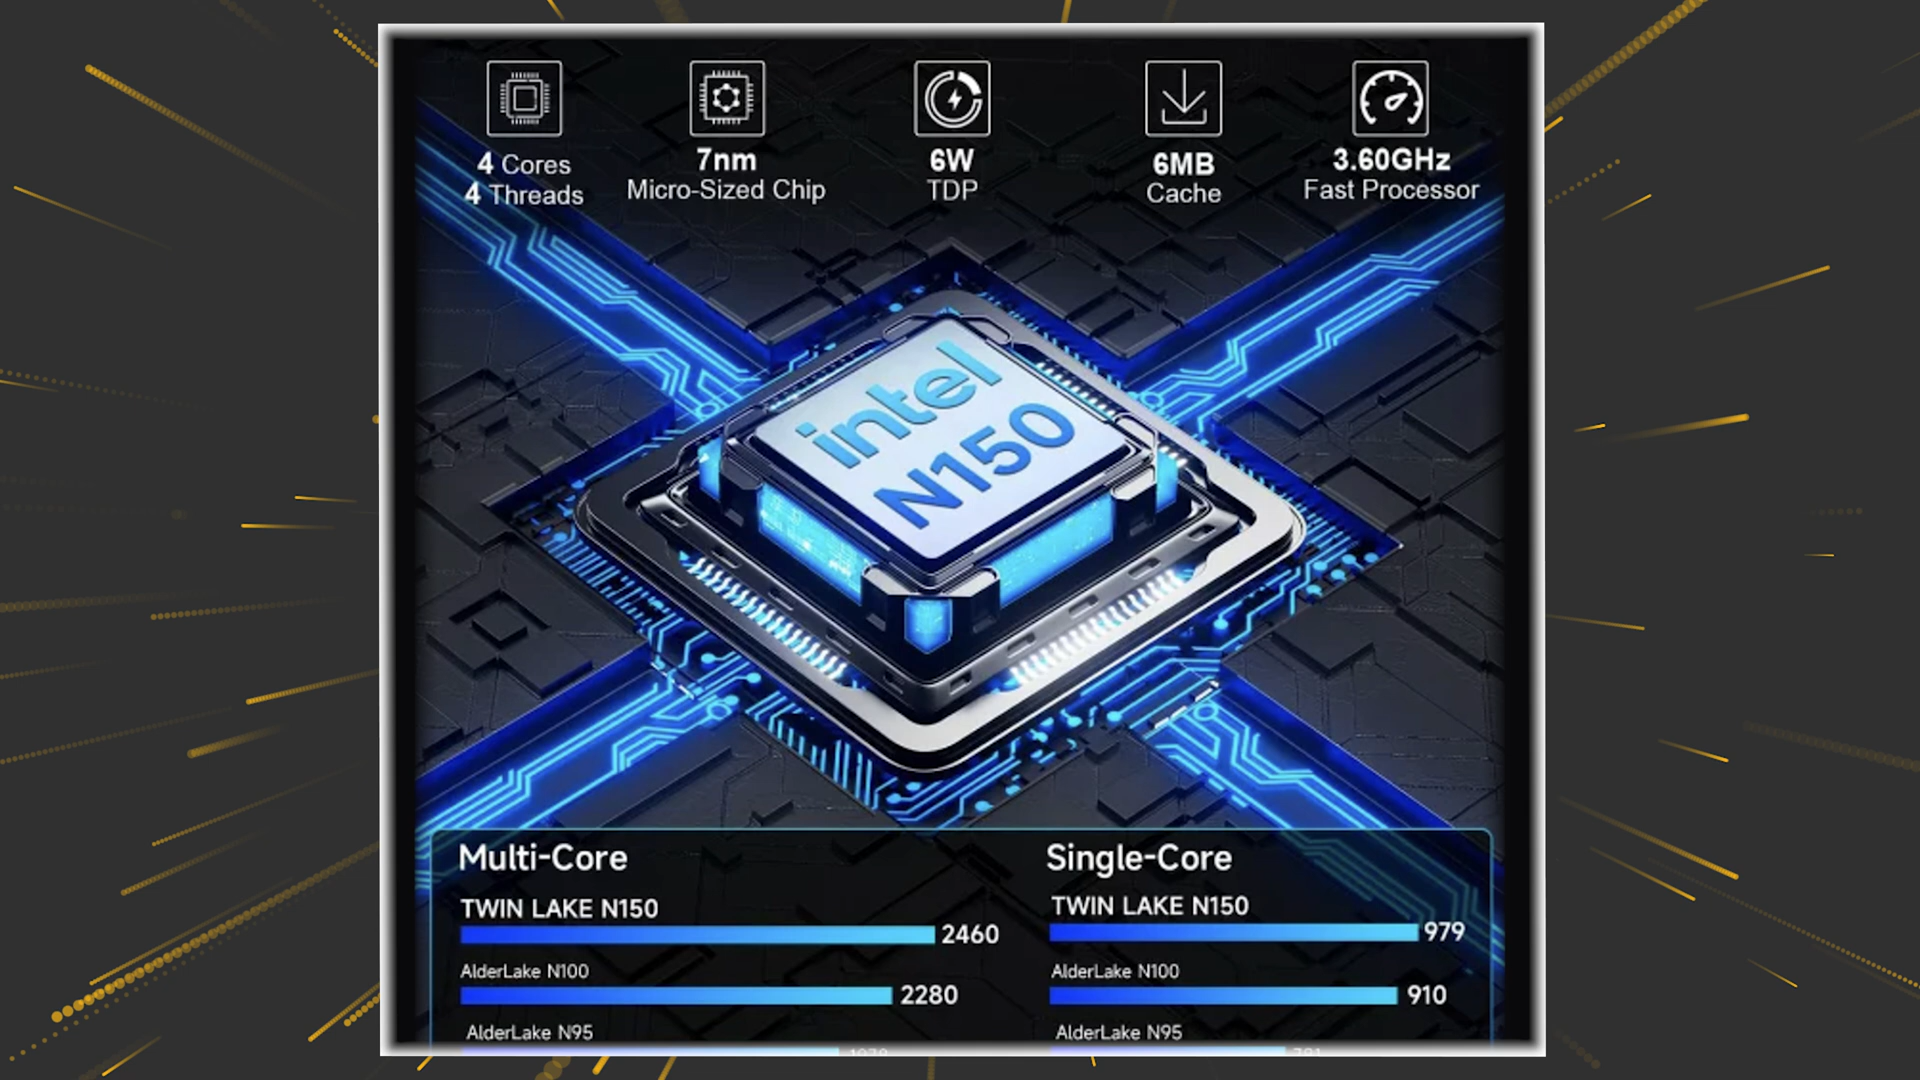 4 Cores
4 Threads
7nm
Micro-Sized Chip
6W
TDP
6MB
Cache
3.60GHz
Fast Processor
intel
N150
Multi-Core
TWIN LAKE N150
2460
AlderLake N100
2280
AlderLake N95
Single-Core
TWIN LAKE N150
979
AlderLake N100
910
AlderLake N95